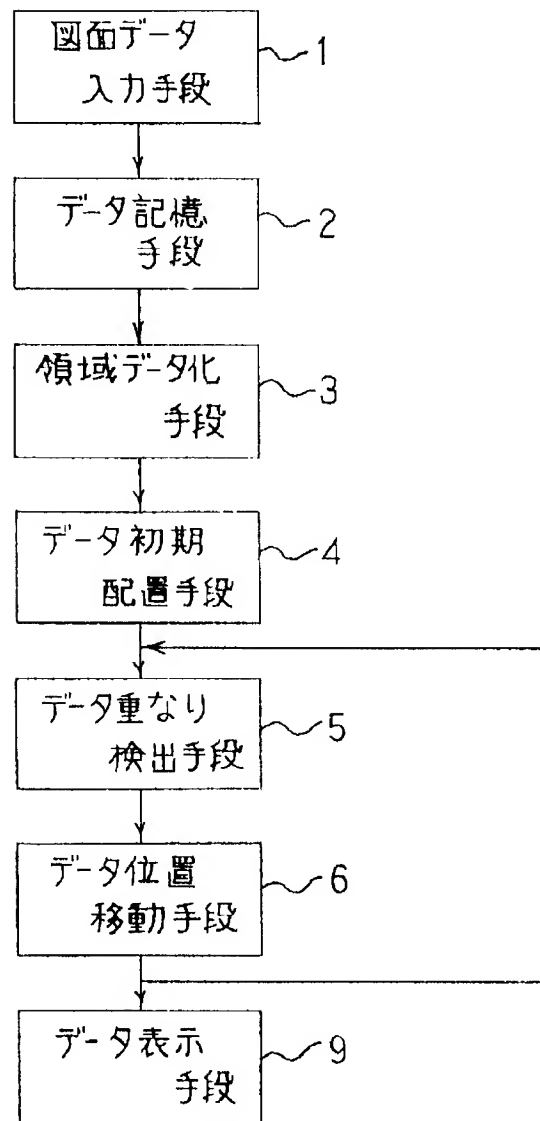 図面データ
入力手段
1
データ記憶
手段
2
領域データ化
手段
3
データ初期
配置手段
4
データ重なり
検出手段
5
データ位置
移動手段
6
データ表示
手段
9